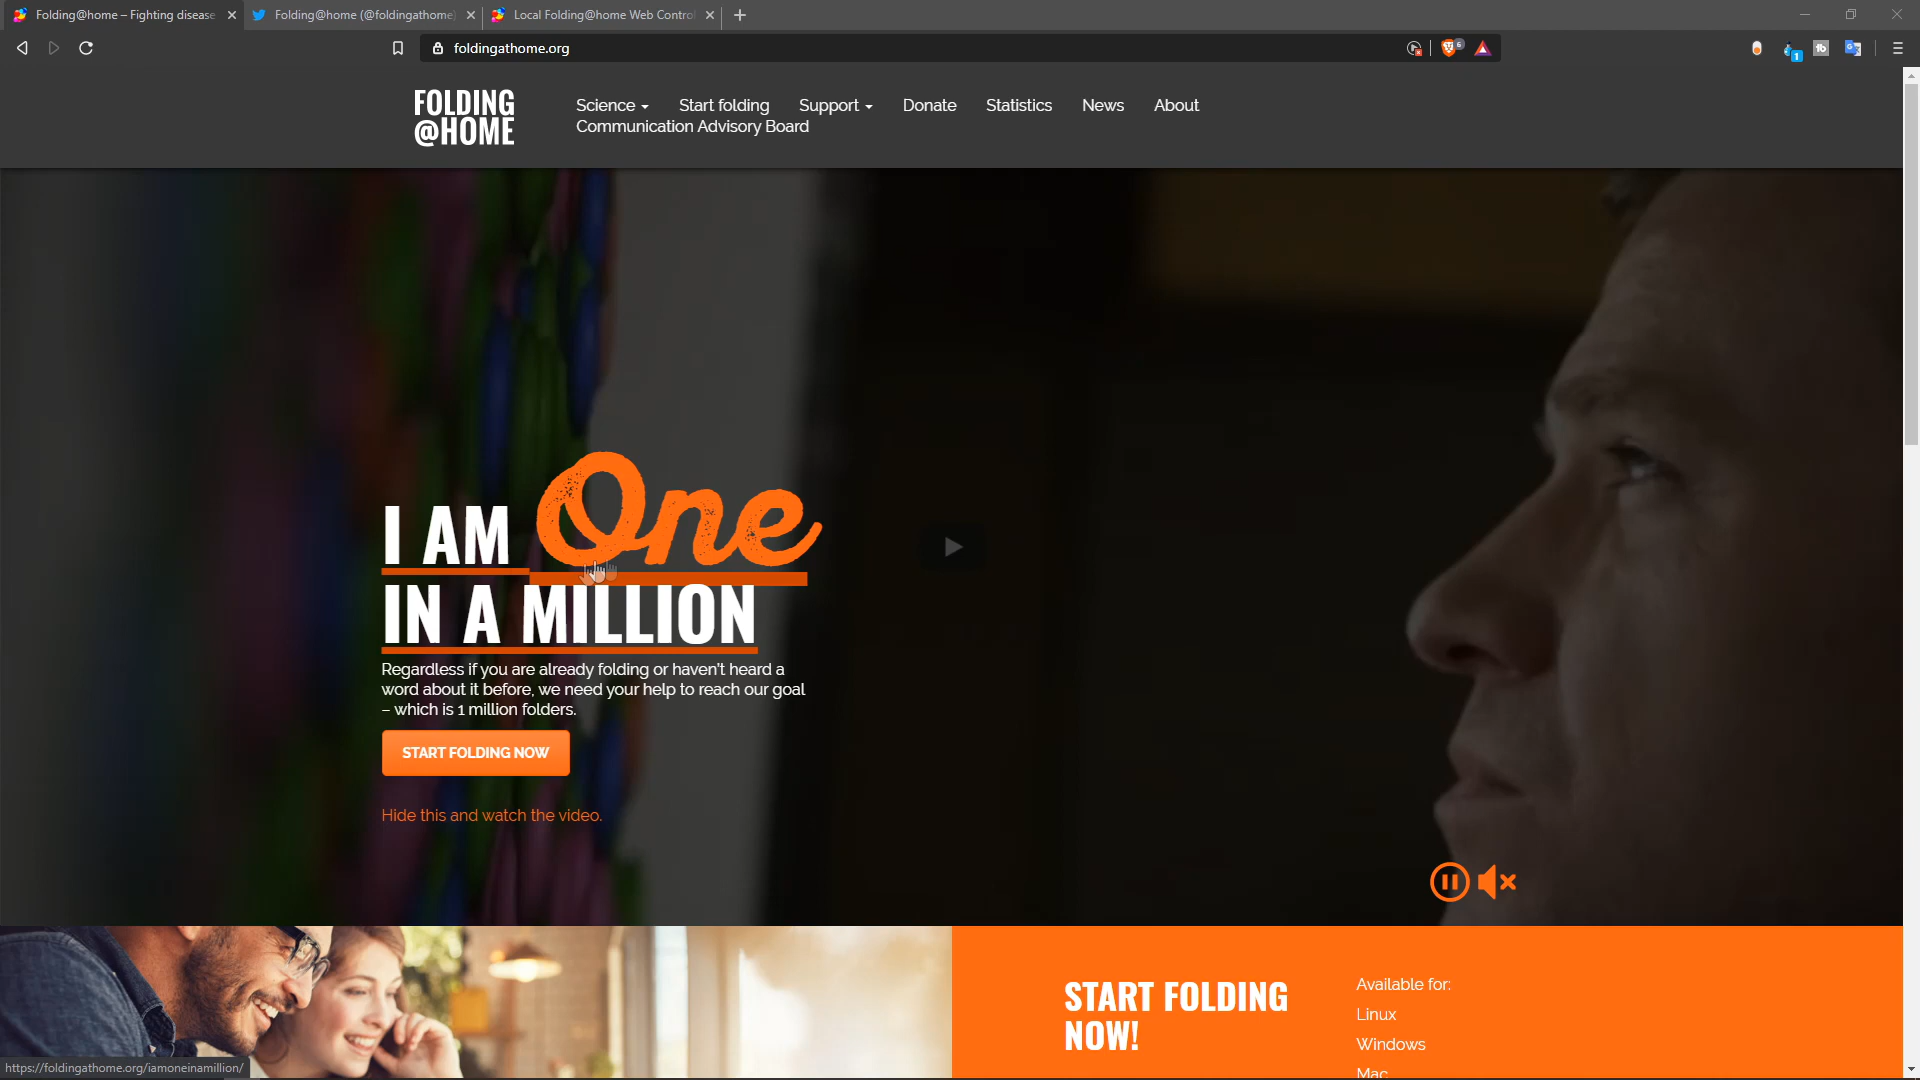 Folding@home – Fighting disease
Folding@home (@foldingathome)
Local Folding@home Web Contro
foldingathome.org
6
1
FOLDING
@HOME
Science
Start folding
Support
Donate
Statistics
News
About
Communication Advisory Board
I AM One
IN A MILLION
Regardless if you are already folding or haven't heard a
word about it before, we need your help to reach our goal
– which is 1 million folders.
START FOLDING NOW
Hide this and watch the video.
START FOLDING
NOW!
Available for:
Linux
Windows
Mac
https://foldingathome.org/iamoneinamillion/